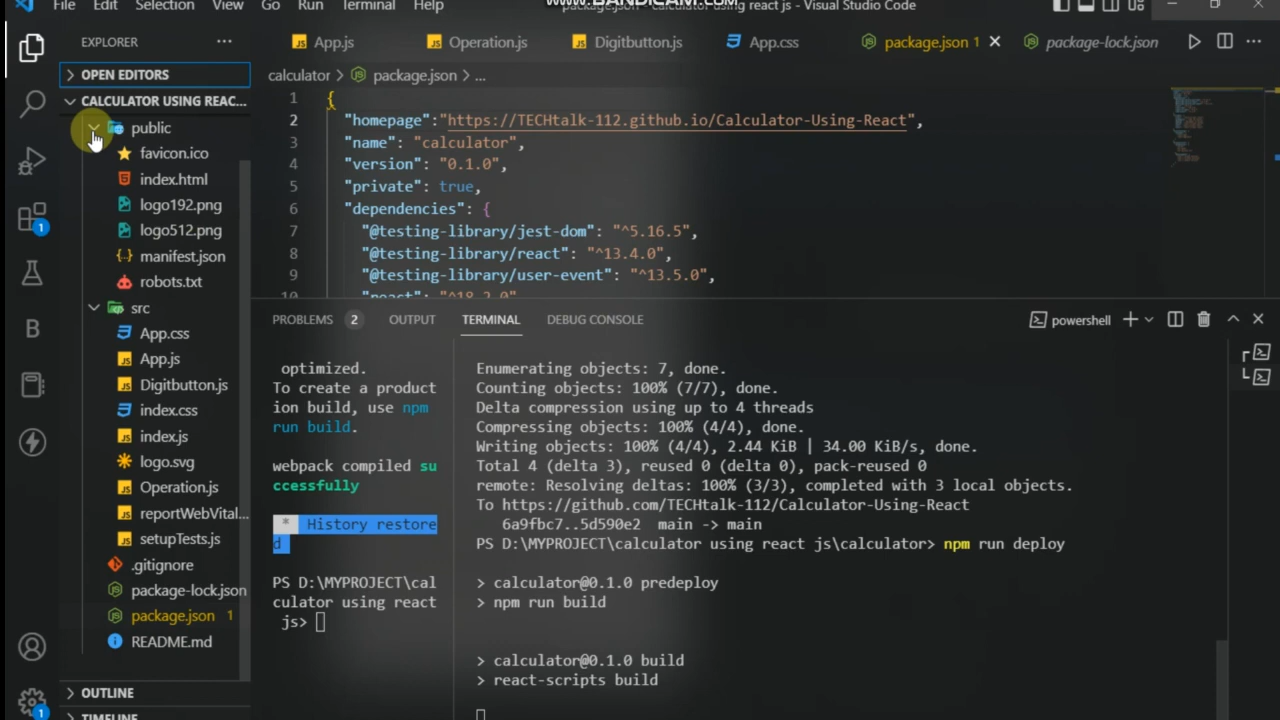 File Edit Selection View Go Run Terminal Help
WWW.BANDICAM.COM
package.json - calculator using react js - Visual Studio Code
EXPLORER
App.js Operation.js Digitbutton.js App.css package.json 1 package-lock.json
OPEN EDITORS
CALCULATOR USING REAC...
public
favicon.ico
index.html
logo192.png
logo512.png
manifest.json
robots.txt
src
App.css
App.js
Digitbutton.js
index.css
index.js
logo.svg
Operation.js
reportWebVital...
setupTests.js
.gitignore
package-lock.json
package.json 1
README.md
OUTLINE
TIMELINE
1
B
1
calculator > package.json > ...
1 {
2 "homepage":"https://TECHtalk-112.github.io/Calculator-Using-React",
3 "name": "calculator",
4 "version": "0.1.0",
5 "private": true,
6 "dependencies": {
7 "@testing-library/jest-dom": "^5.16.5",
8 "@testing-library/react": "^13.4.0",
9 "@testing-library/user-event": "^13.5.0",
10 "react": "^18.2.0"
PROBLEMS 2 OUTPUT TERMINAL DEBUG CONSOLE
powershell
optimized.
To create a product
ion build, use npm
run build.
webpack compiled su
ccessfully
* History restore
d
PS D:\MYPROJECT\cal
culator using react
js>
Enumerating objects: 7, done.
Counting objects: 100% (7/7), done.
Delta compression using up to 4 threads
Compressing objects: 100% (4/4), done.
Writing objects: 100% (4/4), 2.44 KiB | 34.00 KiB/s, done.
Total 4 (delta 3), reused 0 (delta 0), pack-reused 0
remote: Resolving deltas: 100% (3/3), completed with 3 local objects.
To https://github.com/TECHtalk-112/Calculator-Using-React
6a9fbc7..5d590e2 main -> main
PS D:\MYPROJECT\calculator using react js\calculator> npm run deploy
> calculator@0.1.0 predeploy
> npm run build
> calculator@0.1.0 build
> react-scripts build